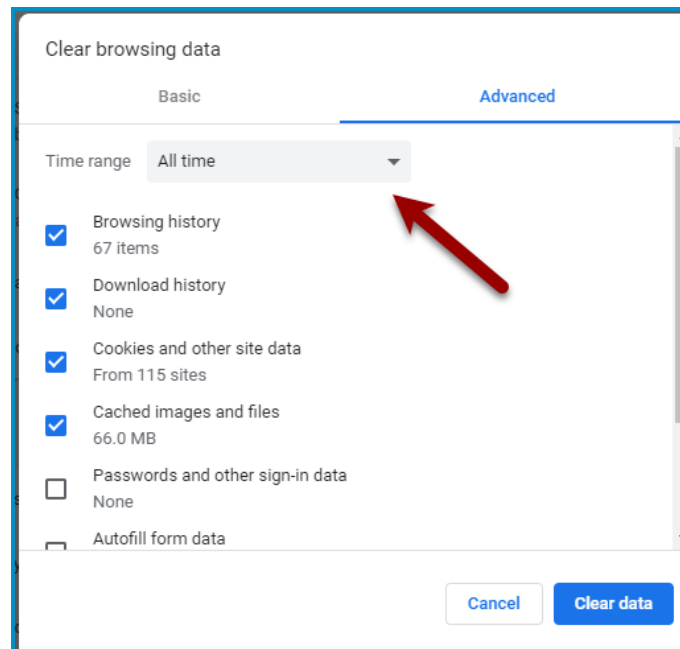 Clear browsing data
Basic
Advanced
Time range
All time
Browsing history
67 items
Download history
None
Cookies and other site data
From 115 sites
Cached images and files
66.0 MB
Passwords and other sign-in data
None
Autofill form data
Cancel
Clear data